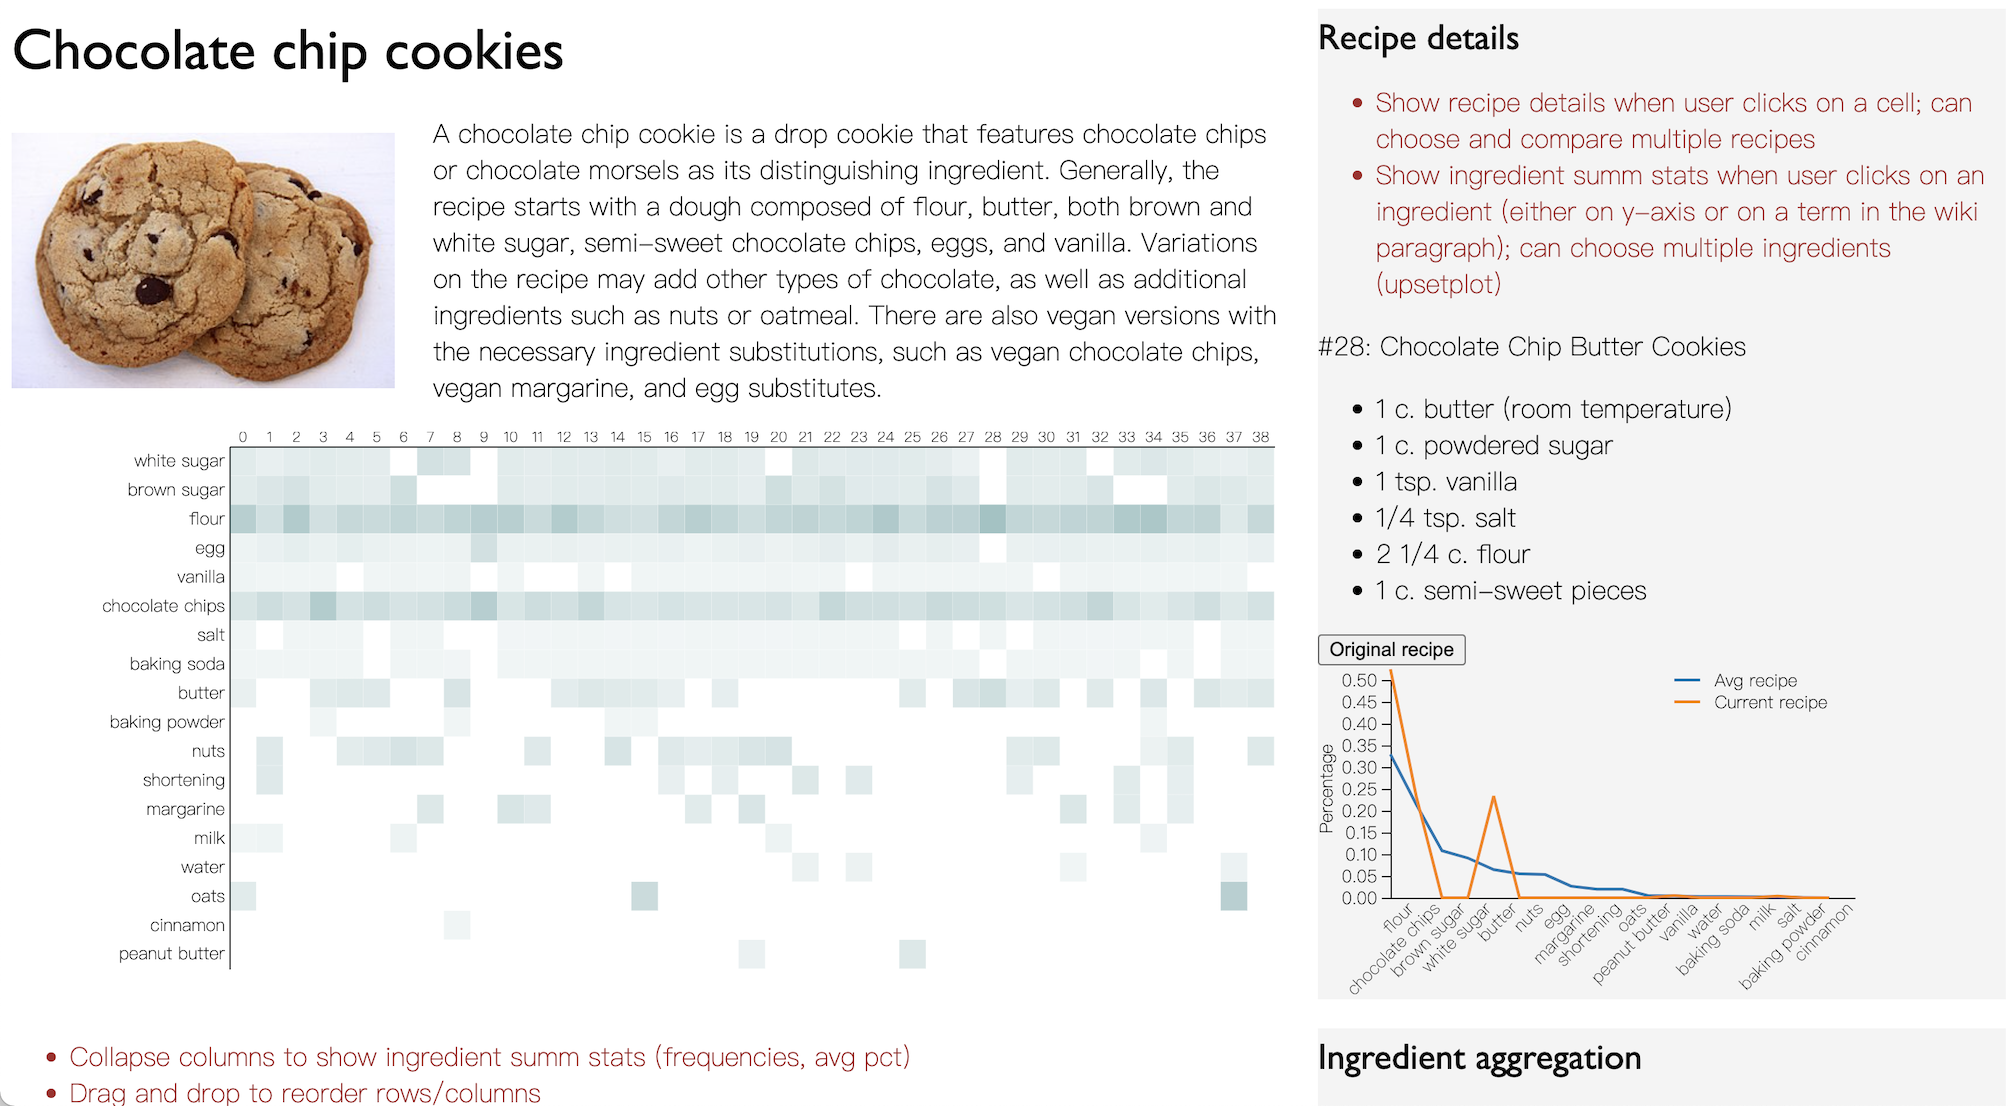 Chocolate chip cookies
A chocolate chip cookie is a drop cookie that features chocolate chips
or chocolate morsels as its distinguishing ingredient. Generally, the
recipe starts with a dough composed of flour, butter, both brown and
white sugar, semi–sweet chocolate chips, eggs, and vanilla. Variations
on the recipe may add other types of chocolate, as well as additional
ingredients such as nuts or oatmeal. There are also vegan versions with
the necessary ingredient substitutions, such as vegan chocolate chips,
vegan margarine, and egg substitutes.
0 1 2 3 4 5 6 7 8 9 10 11 12 13 14 15 16 17 18 19 20 21 22 23 24 25 26 27 28 29 30 31 32 33 34 35 36 37 38
white sugar
brown sugar
flour
egg
vanilla
chocolate chips
salt
baking soda
butter
baking powder
nuts
shortening
margarine
milk
water
oats
cinnamon
peanut butter
• Collapse columns to show ingredient summ stats (frequencies, avg pct)
• Drag and drop to reorder rows/columns
Recipe details
• Show recipe details when user clicks on a cell; can
choose and compare multiple recipes
• Show ingredient summ stats when user clicks on an
ingredient (either on y–axis or on a term in the wiki
paragraph); can choose multiple ingredients
(upsetplot)
#28: Chocolate Chip Butter Cookies
• 1 c. butter (room temperature)
• 1 c. powdered sugar
• 1 tsp. vanilla
• 1/4 tsp. salt
• 2 1/4 c. flour
• 1 c. semi–sweet pieces
Original recipe
Avg recipe
Current recipe
Percentage
0.50
0.45
0.40
0.35
0.30
0.25
0.20
0.15
0.10
0.05
0.00
flour
chocolate chips
brown sugar
white sugar
butter
nuts
egg
margarine
shortening
oats
peanut butter
vanilla
water
baking soda
milk
salt
baking powder
cinnamon
Ingredient aggregation